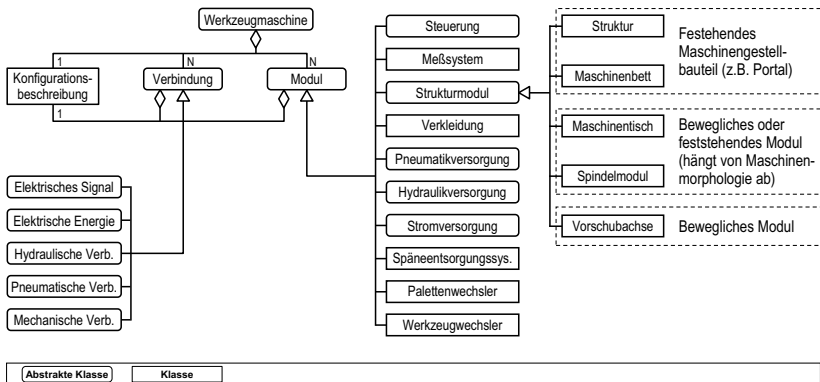 Werkzeugmaschine
1
N
N
Konfigurations-
beschreibung
Verbindung
Modul
1
1
Elektrisches Signal
Elektrische Energie
Hydraulische Verb.
Pneumatische Verb.
Mechanische Verb.
Steuerung
Meßsystem
Strukturmodul
Verkleidung
Pneumatikversorgung
Hydraulikversorgung
Stromversorgung
Späneentsorgungssys.
Palettenwechsler
Werkzeugwechsler
Struktur
Maschinenbett
Festehendes
Maschinengestell-
bauteil (z.B. Portal)
Maschinentisch
Spindelmodul
Bewegliches oder
feststehendes Modul
(hängt von Maschinen-
morphologie ab)
Vorschubachse
Bewegliches Modul
Abstrakte Klasse
Klasse